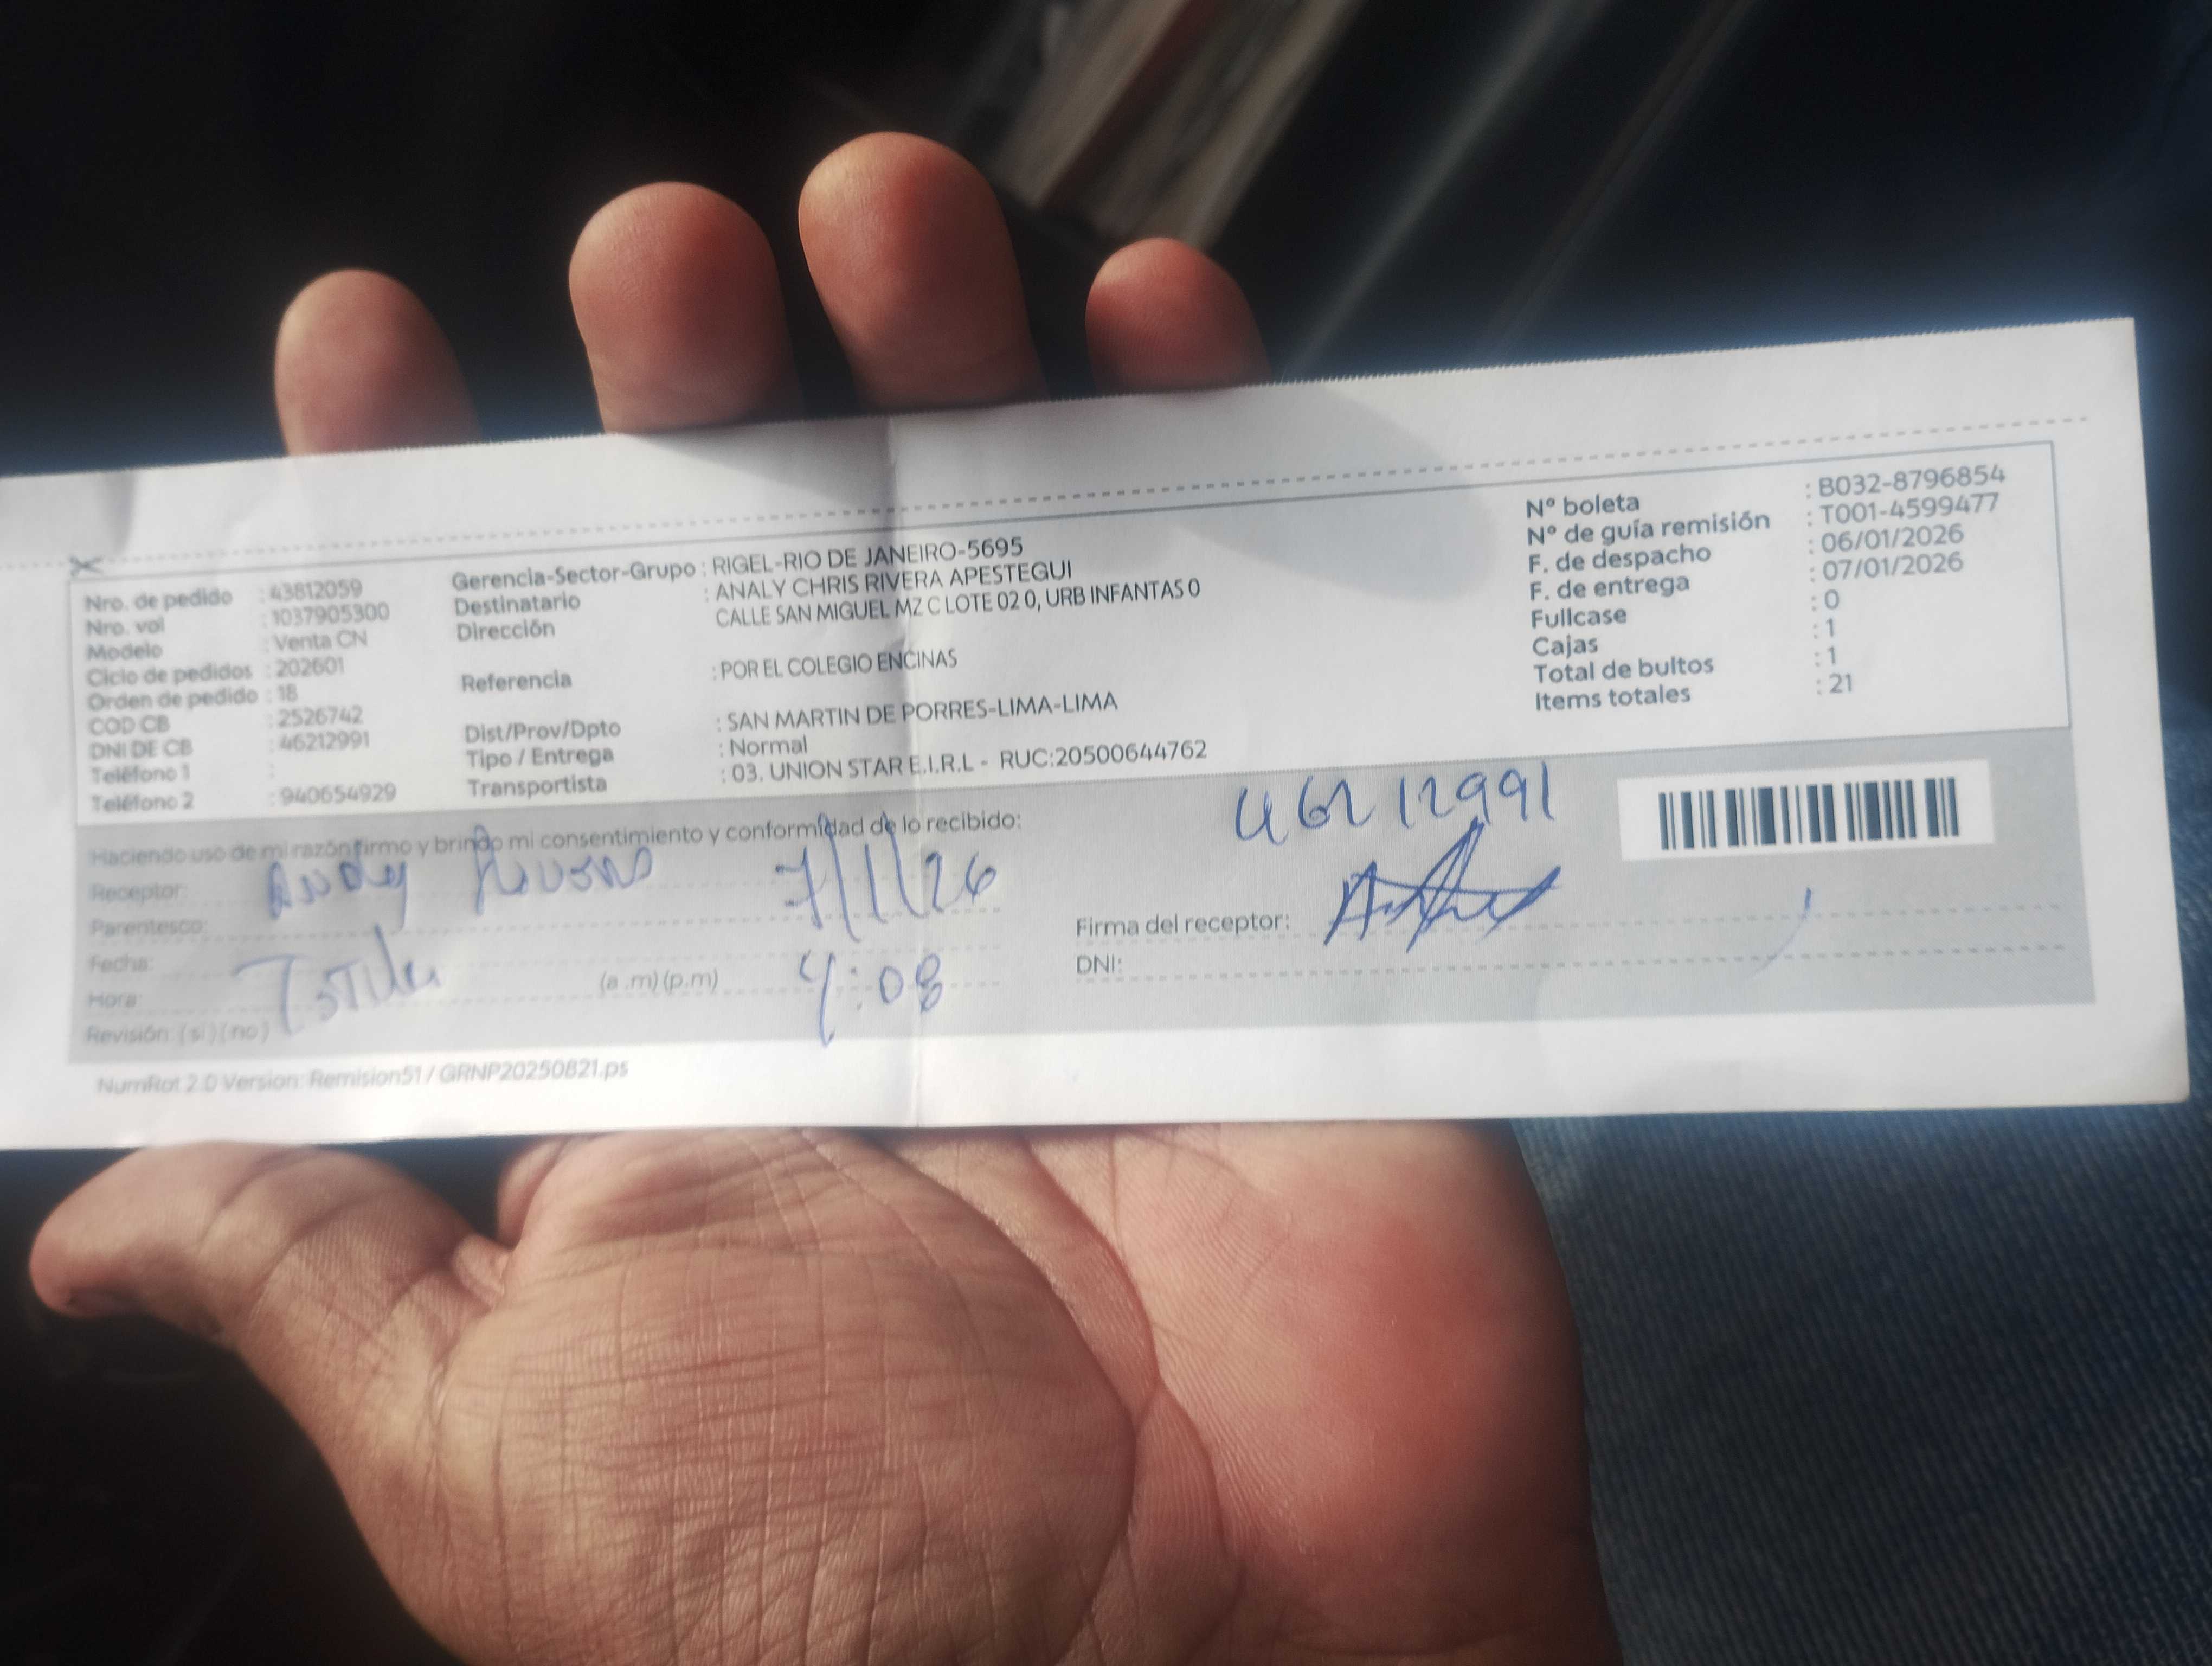 Nro. de pedido : 43812059
Nro. vol : 1037905300
Modelo : Venta CN
Ciclo de pedidos : 202601
Orden de pedido : 18
COD CB : 2526742
DNI DE CB : 46212991
Teléfono 1 :
Teléfono 2 : 940654929
Gerencia-Sector-Grupo : RIGEL-RIO DE JANEIRO-5695
Destinatario : ANALY CHRIS RIVERA APESTEGUI
Dirección CALLE SAN MIGUEL MZ C LOTE 02 0, URB INFANTAS 0
Referencia : POR EL COLEGIO ENCINAS
Dist/Prov/Dpto : SAN MARTIN DE PORRES-LIMA-LIMA
Tipo / Entrega : Normal
Transportista : 03. UNION STAR E.I.R.L - RUC:20500644762
Nº boleta : B032-8796854
Nº de guía remisión : T001-4599477
F. de despacho : 06/01/2026
F. de entrega : 07/01/2026
Fullcase : 0
Cajas : 1
Total de bultos : 1
Items totales : 21
Haciendo uso de mi razón firmo y brindo mi consentimiento y conformidad de lo recibido:
46212991
Receptor: 7/1/26
Parentesco:
Firma del receptor:
Fecha:
DNI:
Hora: (a .m) (p.m) 4:08
Revisión: ( si ) ( no )
NumRot 2.0 Version: Remision51 / GRNP20250821.ps